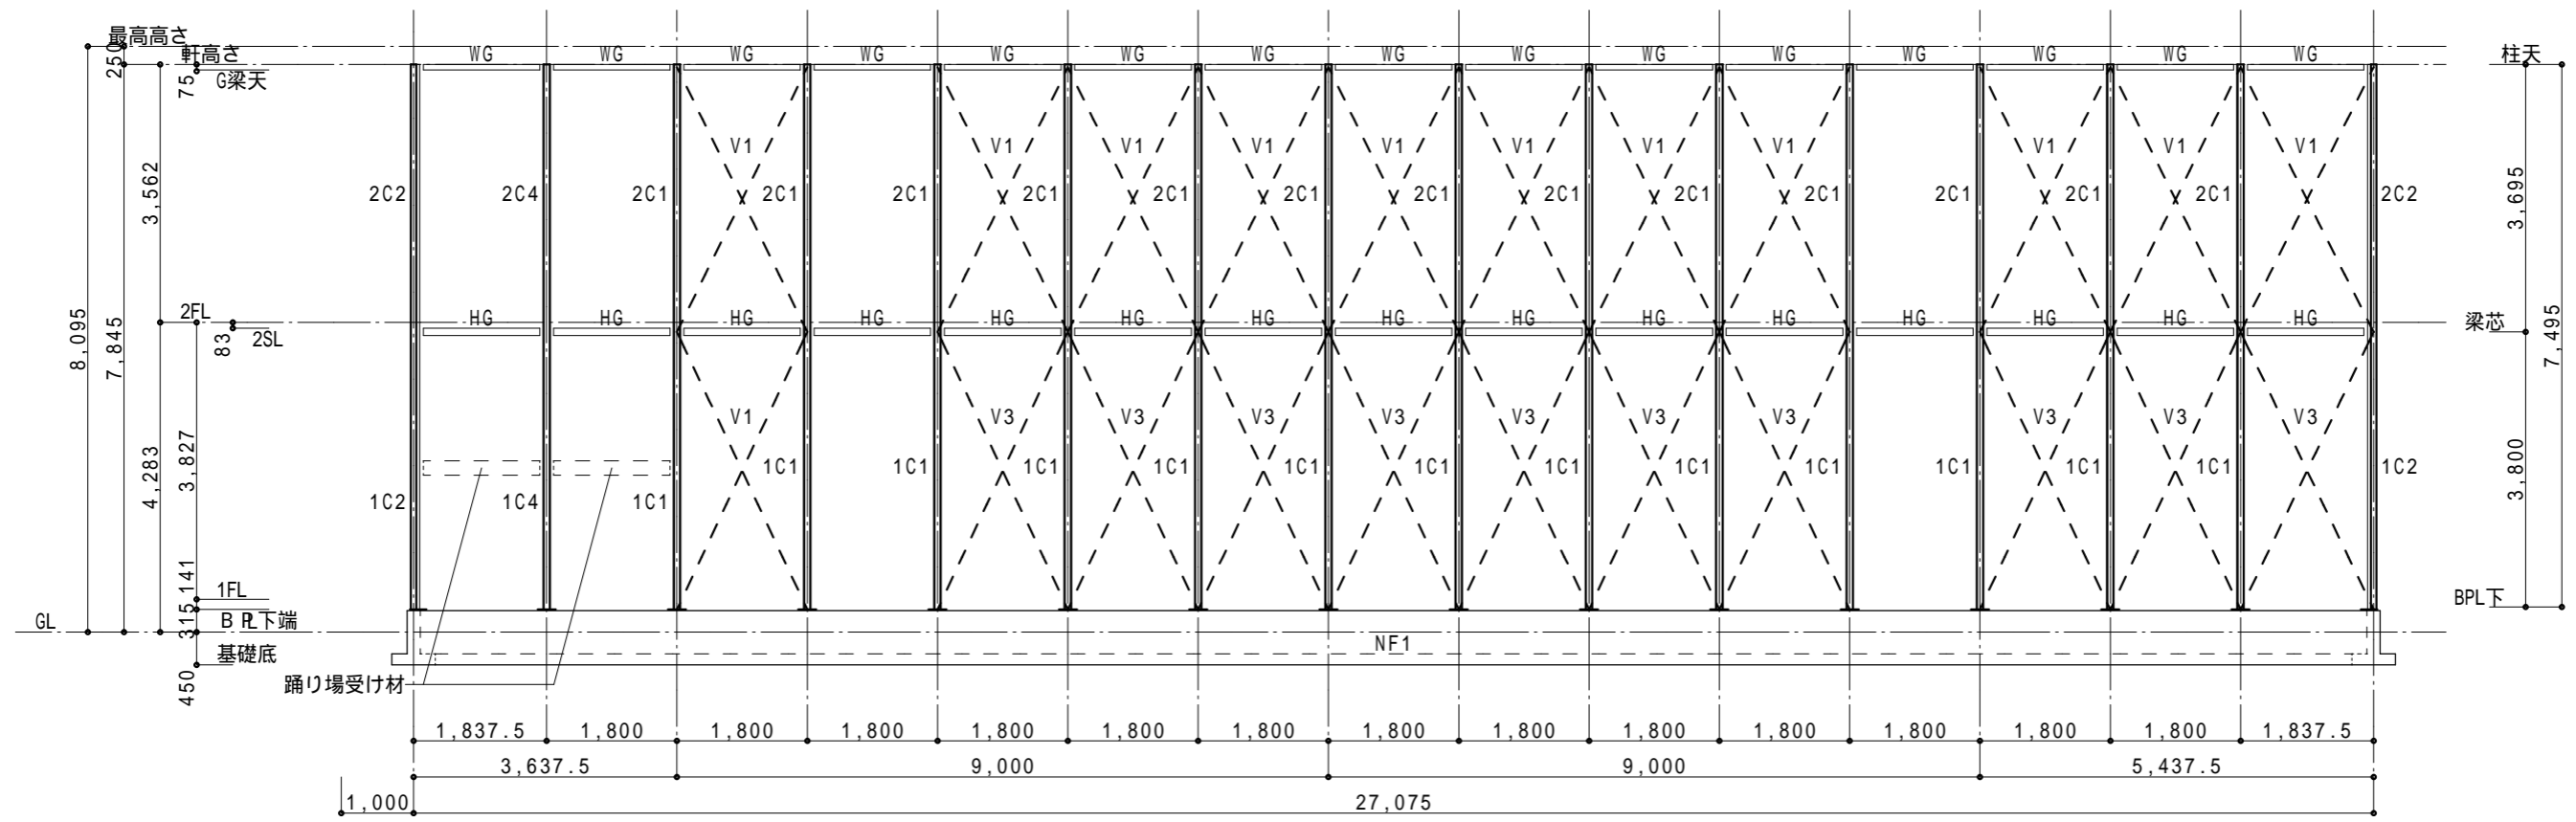 最高高さ
250
軒高さ
75
G梁天
WG WG WG WG WG WG WG WG WG WG WG WG WG WG WG
柱天
V1 V1 V1 V1 V1 V1 V1 V1 V1 V1 V1
3,562
2C2 2C4 2C1 2C1 2C1 2C1 2C1 2C1 2C1 2C1 2C1 2C1 2C1 2C1 2C2
3,695
8,095
7,845
2FL
HG HG HG HG HG HG HG HG HG HG HG HG HG HG HG
梁芯
83
2SL
7,495
V1 V3 V3 V3 V3 V3 V3 V3 V3 V3 V3
4,283
3,827
1C1 1C1 1C1 1C1 1C1 1C1 1C1 1C1 1C1 1C1 1C1
3,800
1C2 1C4 1C1 1C2
141
1FL
BPL下
315
GL
BPL下端
NF1
基礎底
450
踊り場受け材
1,837.5 1,800 1,800 1,800 1,800 1,800 1,800 1,800 1,800 1,800 1,800 1,800 1,800 1,800 1,837.5
3,637.5 9,000 9,000 5,437.5
1,000 27,075